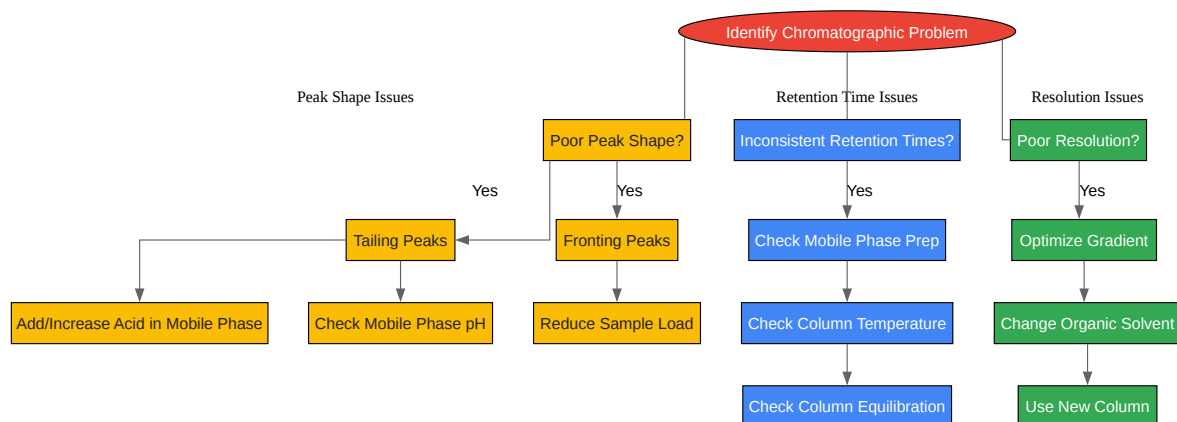 Identify Chromatographic Problem
Peak Shape Issues
Retention Time Issues
Resolution Issues
Poor Peak Shape?
Inconsistent Retention Times?
Poor Resolution?
Yes
Yes
Yes
Yes
Tailing Peaks
Fronting Peaks
Check Mobile Phase Prep
Optimize Gradient
Add/Increase Acid in Mobile Phase
Check Mobile Phase pH
Reduce Sample Load
Check Column Temperature
Change Organic Solvent
Check Column Equilibration
Use New Column